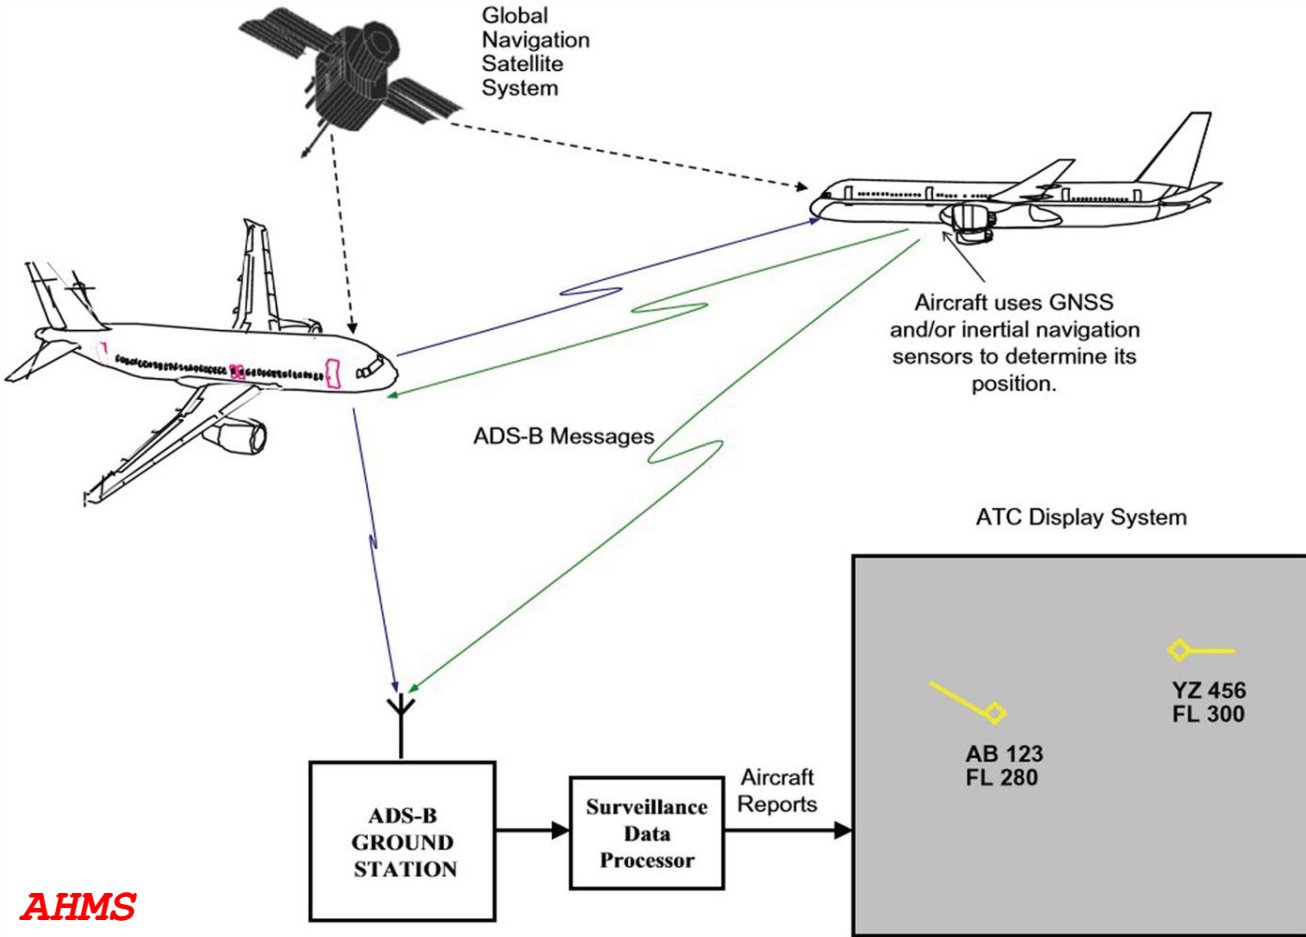 Global
Navigation
Satellite
System
Aircraft uses GNSS
and/or inertial navigation
sensors to determine its
position.
ADS-B Messages
ATC Display System
YZ 456
FL 300
AB 123
FL 280
Aircraft
Reports
ADS-B
GROUND
STATION
Surveillance
Data
Processor
AHMS